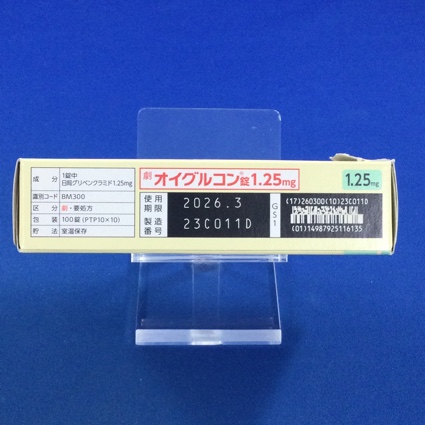 成分 1錠中 日局グリベンクラミド1.25mg
識別コード BM300
区分 劇・要処方
包装 100錠 (PTP10×10)
貯法 室温保存
劇 オイグルコン®錠1.25mg
使用期限 2026.3
製造番号 23C011D
GS1
(17)260300(10)23C011D
(01)14987925116135
1.25mg